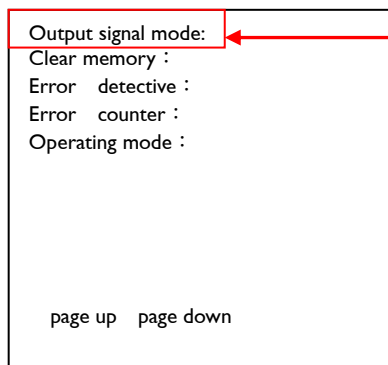 Output signal mode:
Clear memory：
Error detective：
Error counter：
Operating mode：
page up page down